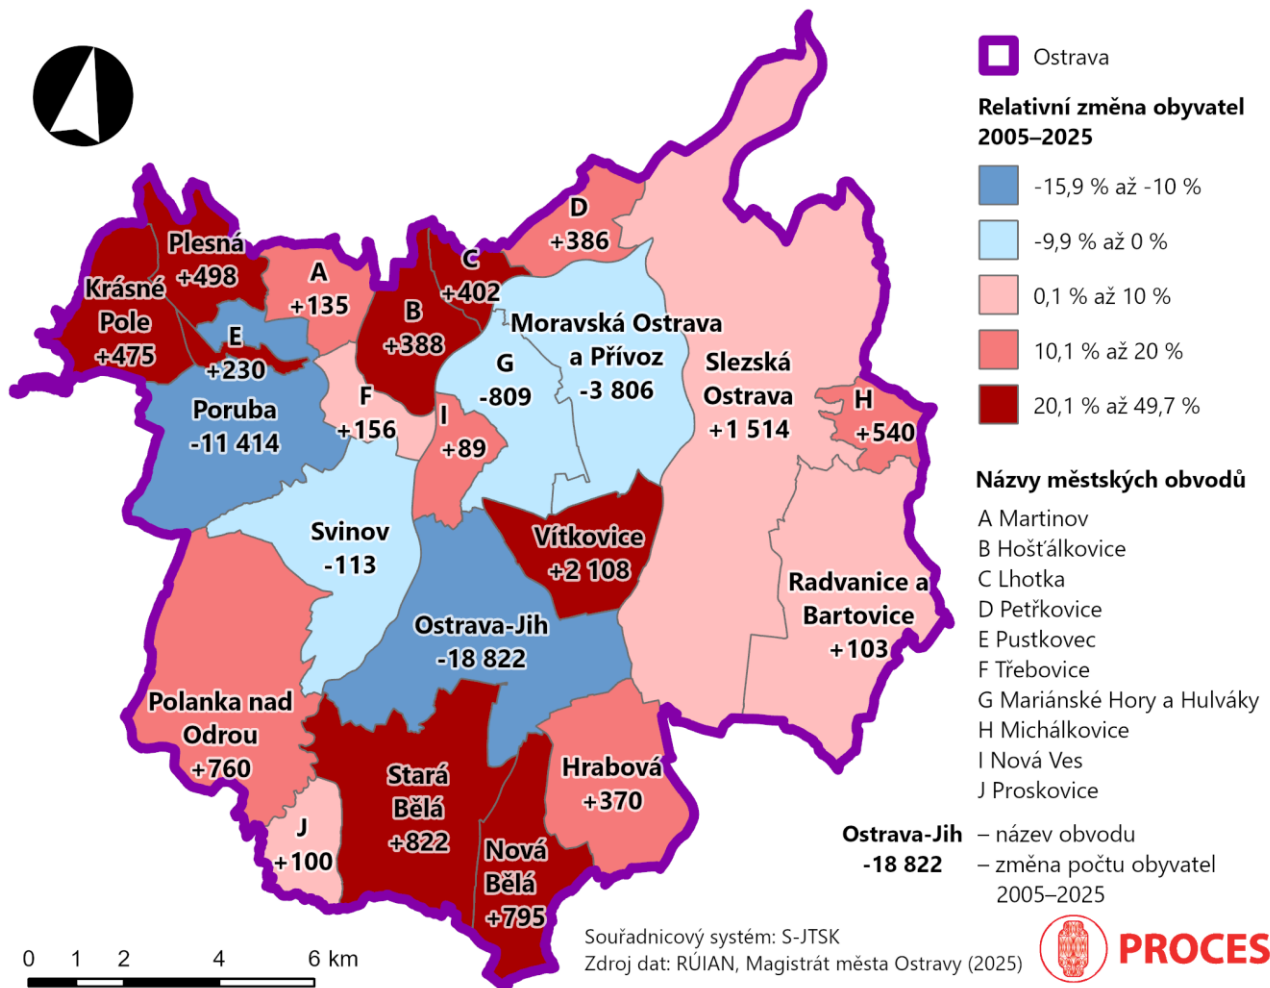 Ostrava
Relativní změna obyvatel
2005–2025
-15,9 % až -10 %
-9,9 % až 0 %
0,1 % až 10 %
10,1 % až 20 %
20,1 % až 49,7 %
Názvy městských obvodů
A Martinov
B Hošťálkovice
C Lhotka
D Petřkovice
E Pustkovec
F Třebovice
G Mariánské Hory a Hulváky
H Michálkovice
I Nová Ves
J Proskovice
Ostrava-Jih – název obvodu
-18 822 – změna počtu obyvatel
2005–2025
D
+386
Plesná
+498
Krásné
Pole
+475
A
+135
C
+402
B
+388
E
+230
Moravská Ostrava
a Přívoz
-3 806
G
-809
Slezská
Ostrava
+1 514
H
+540
F
+156
I
+89
Poruba
-11 414
Svinov
-113
Vítkovice
+2 108
Radvanice a
Bartovice
+103
Ostrava-Jih
-18 822
Polanka nad
Odrou
+760
Stará
Bělá
+822
Hrabová
+370
J
+100
Nová
Bělá
+795
0 1 2 4 6 km
Souřadnicový systém: S-JTSK
Zdroj dat: RÚIAN, Magistrát města Ostravy (2025)
PROCES